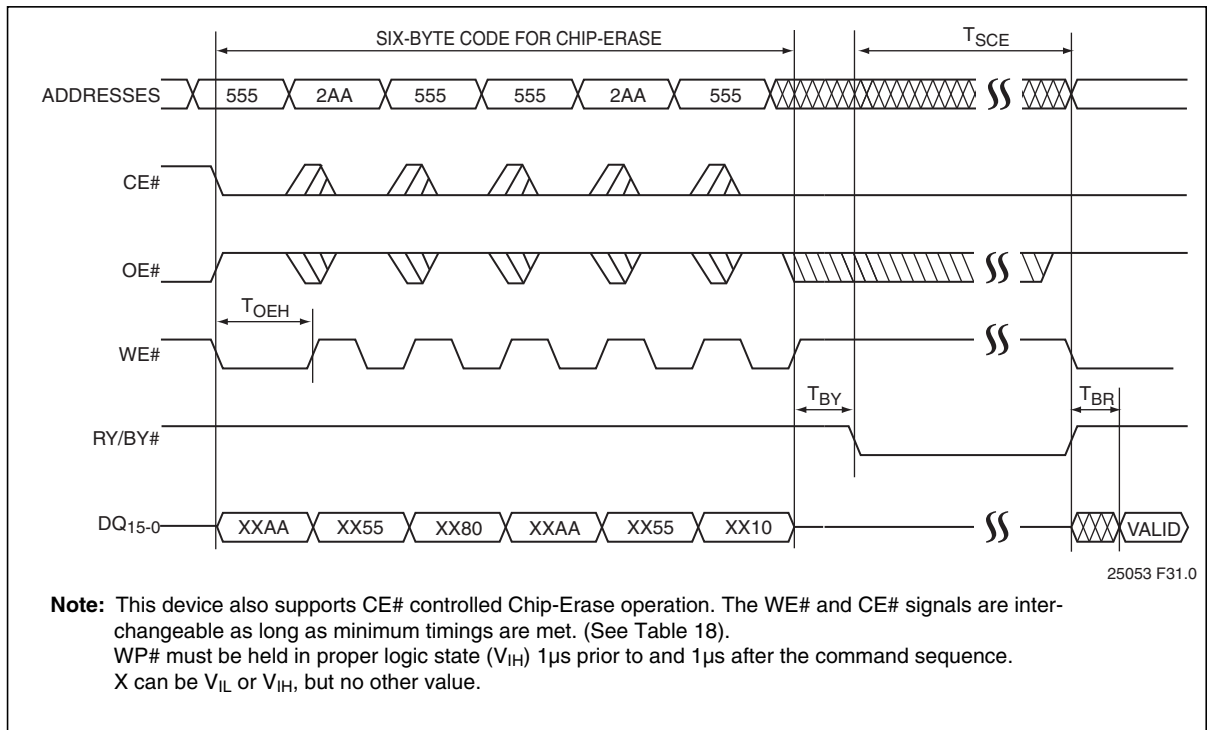 SIX-BYTE CODE FOR CHIP-ERASE TSCE
ADDRESSES 555 2AA 555 555 2AA 555
CE#
OE#
TOEH
WE#
TBY TBR
RY/BY#
DQ15-0 XXAA XX55 XX80 XXAA XX55 XX10 VALID
25053 F31.0
Note: This device also supports CE# controlled Chip-Erase operation. The WE# and CE# signals are inter-
changeable as long as minimum timings are met. (See Table 18).
WP# must be held in proper logic state (VIH) 1µs prior to and 1µs after the command sequence.
X can be VIL or VIH, but no other value.